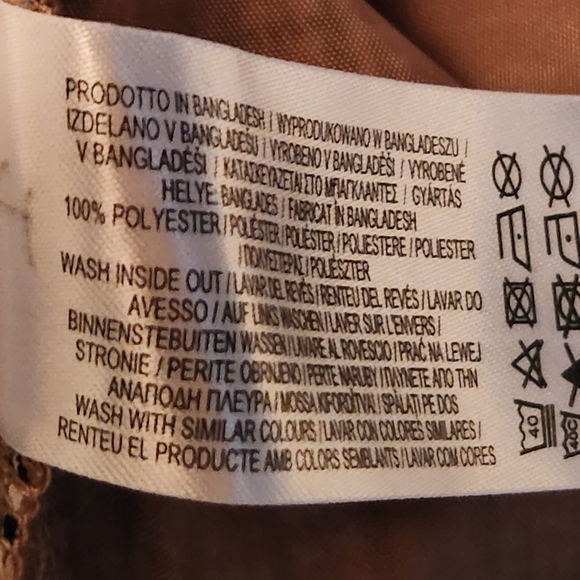 PRODOTTO IN BANGLADESH / WYPRODUKOWANO W BANGLADESZU /
IZDELANO V BANGLADEŠU / VYROBENO V BANGLADÉŠI / VYROBENÉ
V BANGLADÉŠI / ΚΑΤΑΣΚΕΥΑΖΕΤΑΙ ΣΤΟ ΜΠΑΓΚΛΑΝΤΕΣ / GYÁRTÁS
HELYE: BANGLADES / FABRICAT ÎN BANGLADESH
100% POLYESTER / POLIÉSTER / POLIÈSTER / POLIESTERE / POLIESTER
/ ΠΟΛΥΕΣΤΕΡΑΣ / POLIÉSZTER
WASH INSIDE OUT / LAVAR DEL REVÉS / RENTEU DEL REVÉS / LAVAR DO
AVESSO / AUF LINKS WASCHEN / LAVER SUR L'ENVERS /
BINNENSTEBUITEN WASSEN / LAVARE AL ROVESCIO / PRAĆ NA LEWEJ
STRONIE / PERITE OBRNJENO / PERTE NARUBY / ΠΛΥΝΕΤΕ ΑΠΟ ΤΗΝ
ΑΝΑΠΟΔΗ ΠΛΕΥΡΑ / MOSSA KIFORDÍTVA / SPĂLAȚI PE DOS
WASH WITH SIMILAR COLOURS / LAVAR CON COLORES SIMILARES /
RENTEU EL PRODUCTE AMB COLORS SEMBLANTS / LAVAR COM CORES
40